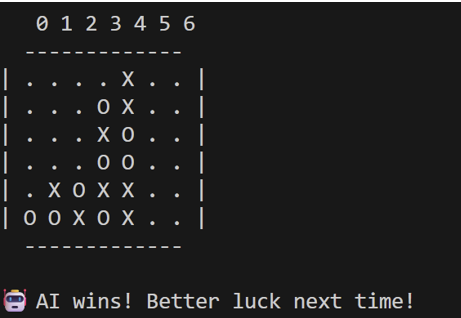 0 1 2 3 4 5 6
-------------
| . . . . X . . |
| . . . O X . . |
| . . . X O . . |
| . . . O O . . |
| . X O X X . . |
| O O X O X . . |
-------------
🤖 AI wins! Better luck next time!